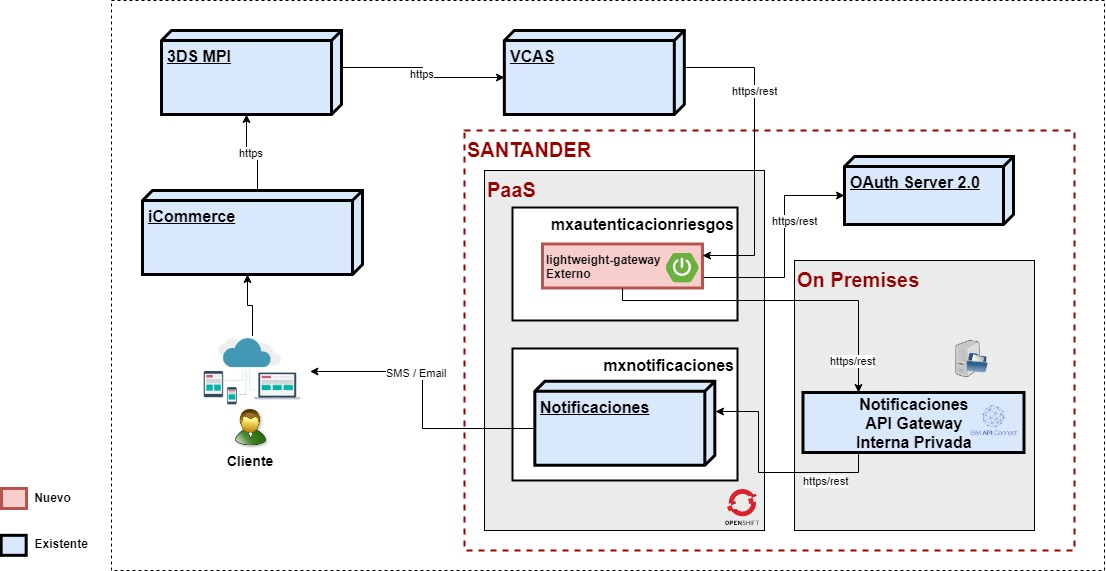 3DS MPI
https
VCAS
https/rest
https
SANTANDER
PaaS
OAuth Server 2.0
iCommerce
mxautenticacionriesgos
https/rest
lightweight-gateway
Externo
On Premises
https/rest
mxnotificaciones
SMS / Email
Notificaciones
Notificaciones
API Gateway
Interna Privada
IBM API Connect
Cliente
https/rest
Nuevo
OPENSHIFT
Existente